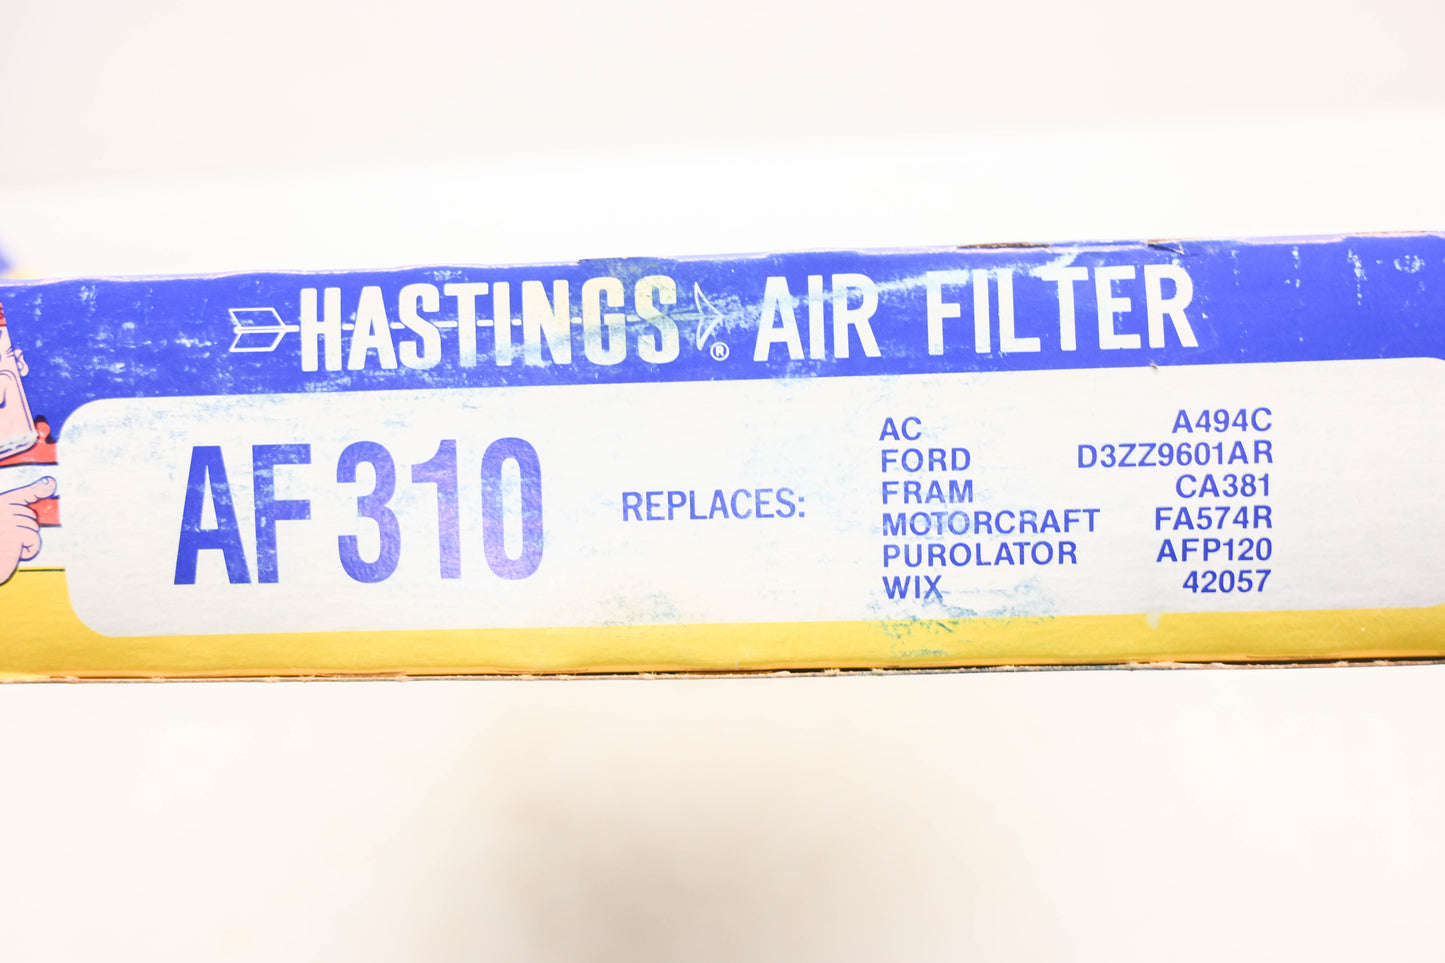 HASTINGS® AIR FILTER
AF 310
REPLACES:
AC A494C
FORD D3ZZ9601AR
FRAM CA381
MOTORCRAFT FA574R
PUROLATOR AFP120
WIX 42057